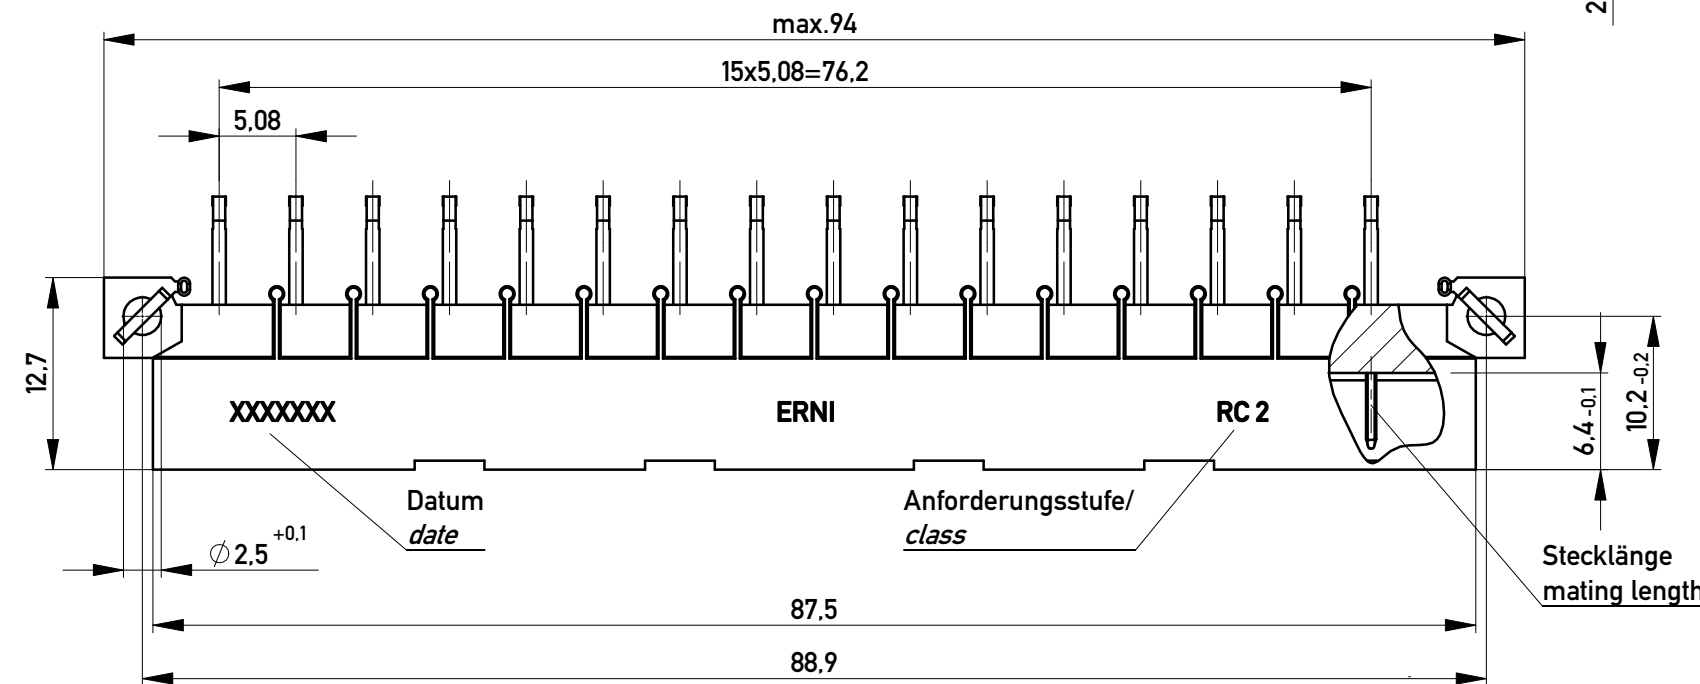 max.94
2
15x5,08=76,2
5,08
12,7
XXXXXXX
ERNI
RC 2
6,4 -0,1
10,2 -0,2
Datum
date
Anforderungsstufe/
class
Ø 2,5 +0,1
Stecklänge
mating length
87,5
88,9